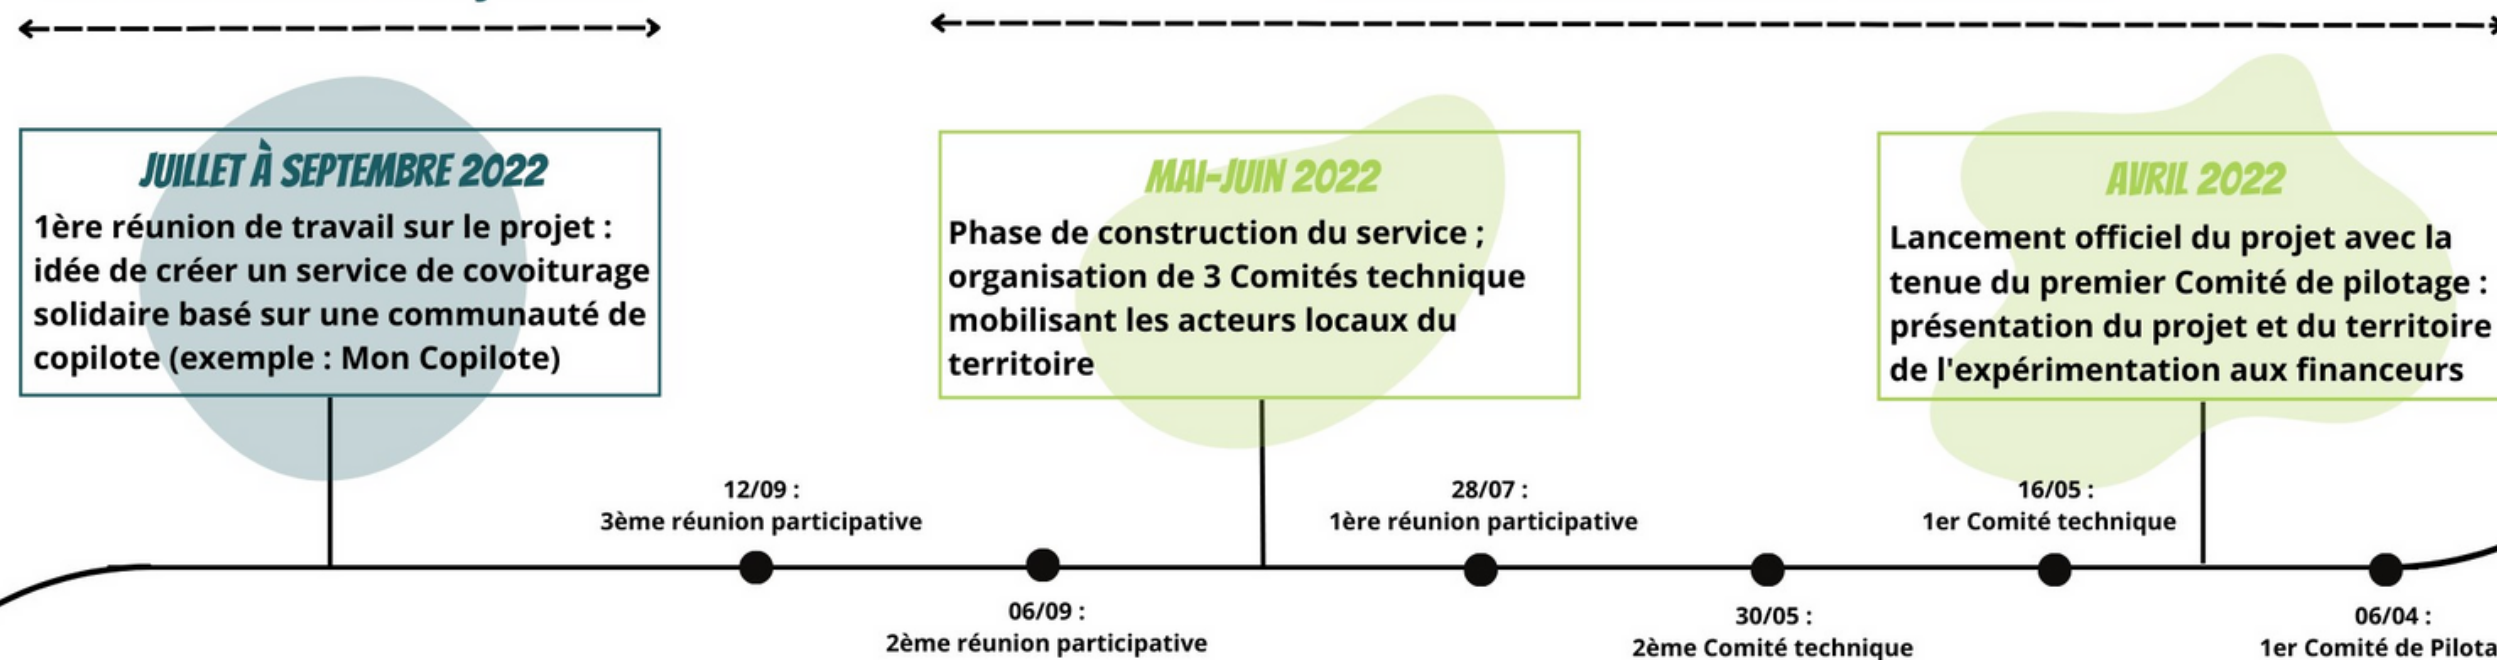 JUILLET À SEPTEMBRE 2022
1ère réunion de travail sur le projet :
idée de créer un service de covoiturage
solidaire basé sur une communauté de
copilote (exemple : Mon Copilote)
MAI-JUIN 2022
Phase de construction du service ;
organisation de 3 Comités technique
mobilisant les acteurs locaux du
territoire
AVRIL 2022
Lancement officiel du projet avec la
tenue du premier Comité de pilotage :
présentation du projet et du territoire
de l'expérimentation aux financeurs
12/09 :
3ème réunion participative
28/07 :
1ère réunion participative
16/05 :
1er Comité technique
06/09 :
2ème réunion participative
30/05 :
2ème Comité technique
06/04 :
1er Comité de Pilota